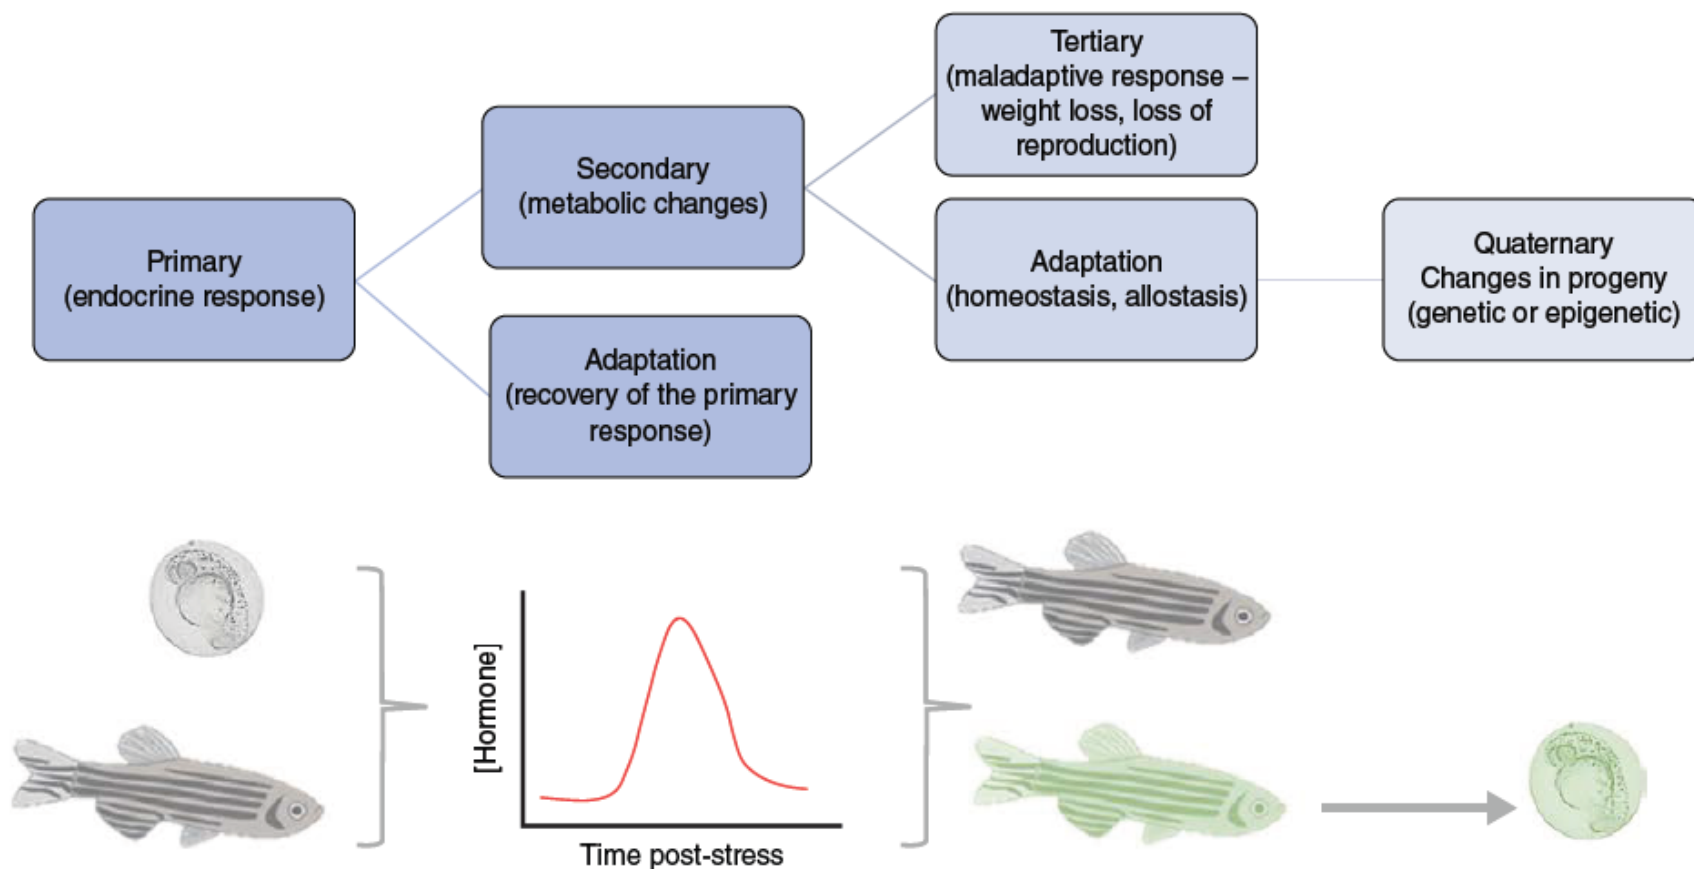 Primary
(endocrine response)
Secondary
(metabolic changes)
Adaptation
(recovery of the primary
response)
Tertiary
(maladaptive response –
weight loss, loss of
reproduction)
Adaptation
(homeostasis, allostasis)
Quaternary
Changes in progeny
(genetic or epigenetic)
[Hormone]
Time post-stress